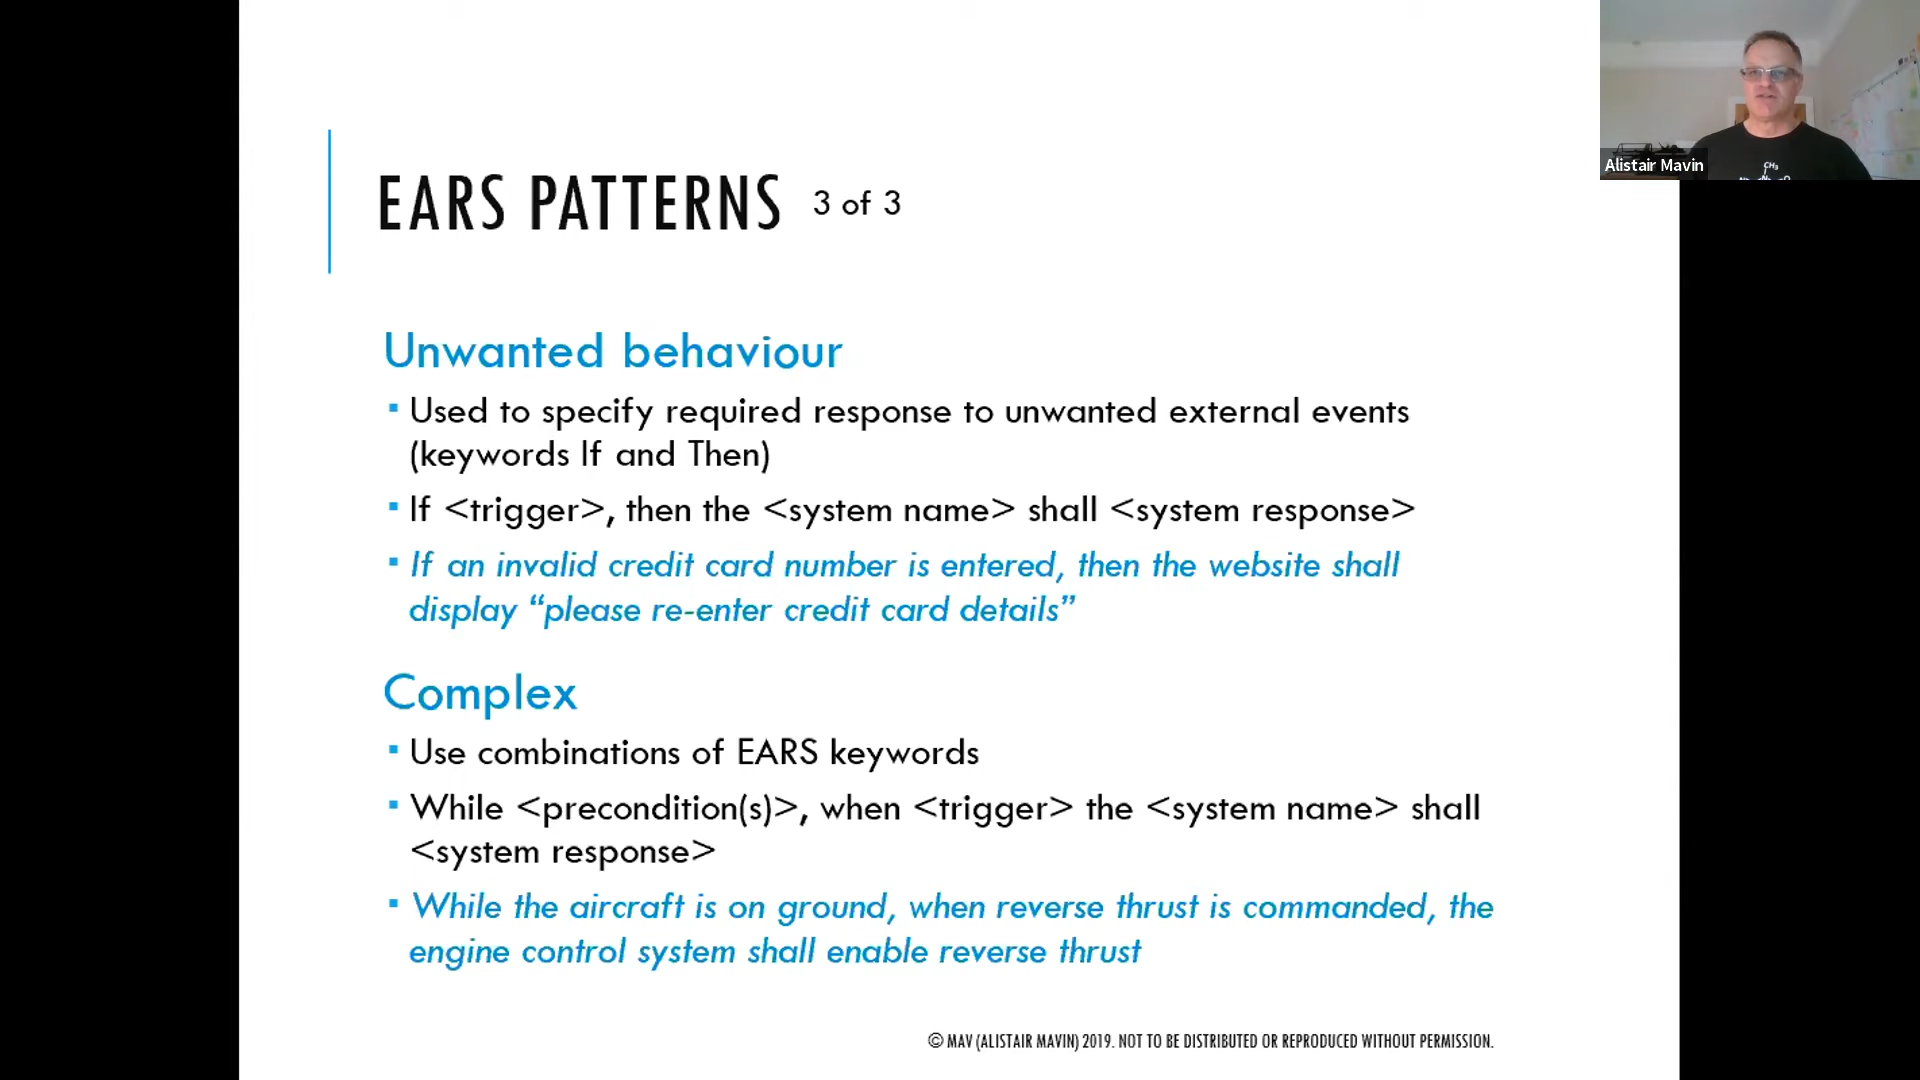 EARS PATTERNS 3 of 3
Unwanted behaviour
▪ Used to specify required response to unwanted external events
(keywords If and Then)
▪ If <trigger>, then the <system name> shall <system response>
▪ If an invalid credit card number is entered, then the website shall
display “please re-enter credit card details”
Complex
▪ Use combinations of EARS keywords
▪ While <precondition(s)>, when <trigger> the <system name> shall
<system response>
▪ While the aircraft is on ground, when reverse thrust is commanded, the
engine control system shall enable reverse thrust
© MAV (ALISTAIR MAVIN) 2019. NOT TO BE DISTRIBUTED OR REPRODUCED WITHOUT PERMISSION.
Alistair Mavin
CH₃